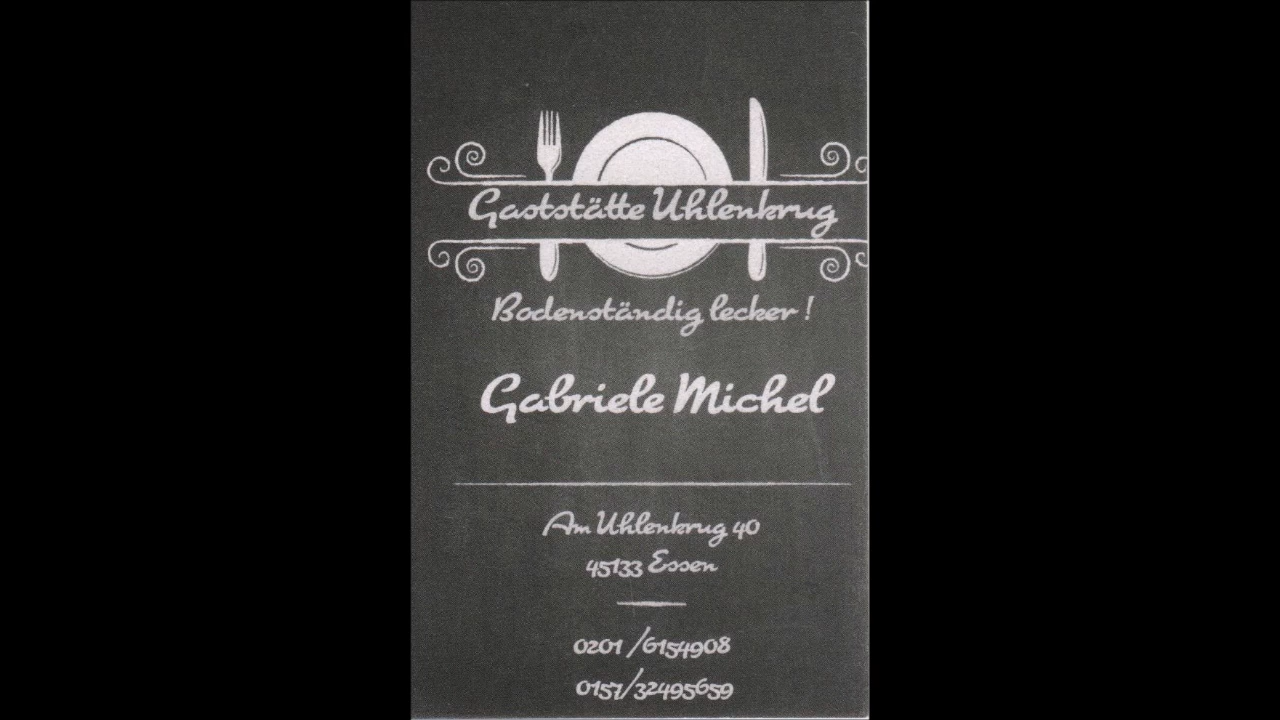 Gaststätte Uhlenkrug
Bodenständig lecker !
Gabriele Michel
Am Uhlenkrug 40
45133 Essen
0201 /6154908
0157/32495659